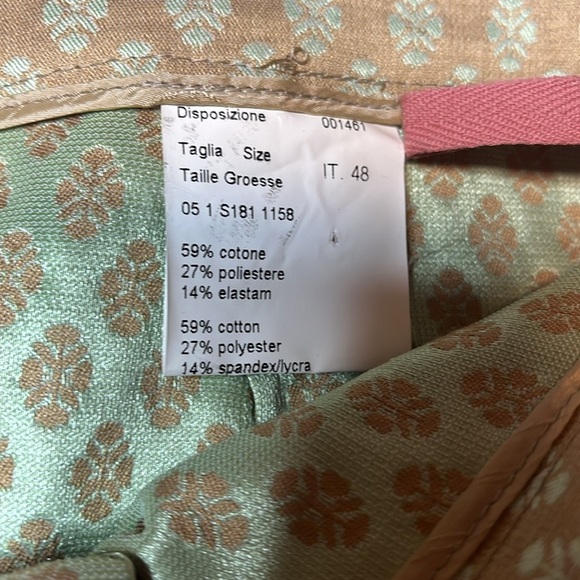 Disposizione 001461
Taglia Size
Taille Groesse IT. 48
05 1 S181 1158
59% cotone
27% poliestere
14% elastam
59% cotton
27% polyester
14% spandex/lycra